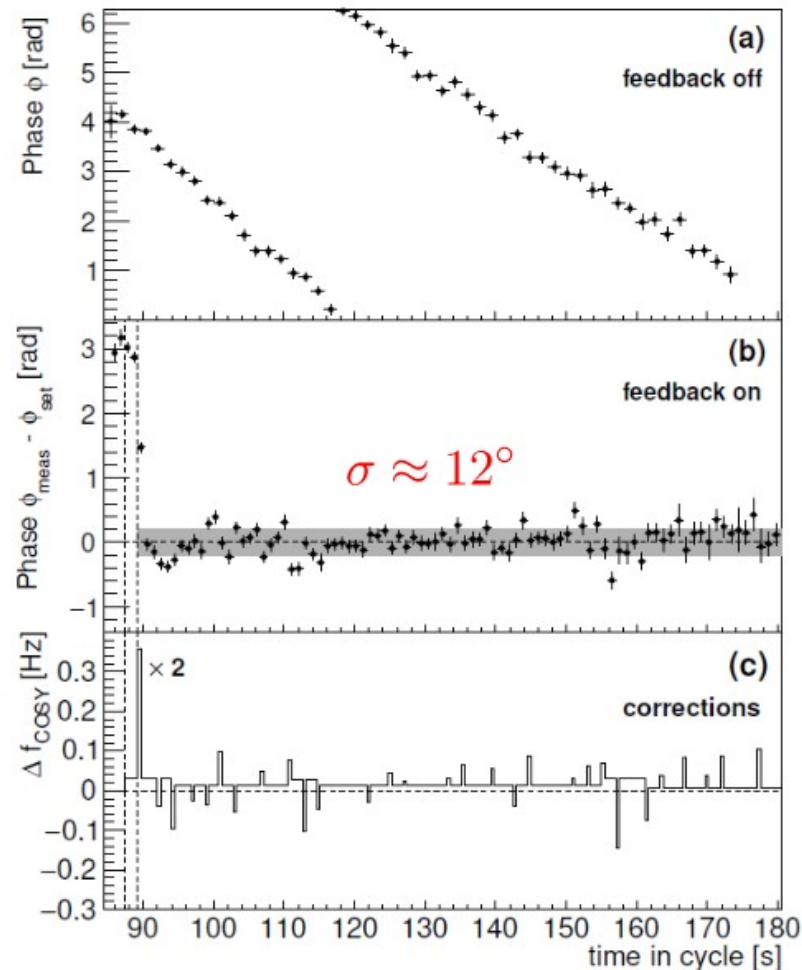 (a)
feedback off
Phase ϕ [rad]
6
5
4
3
2
1
(b)
feedback on
Phase ϕmeas - ϕset [rad]
3
2
1
0
−1
σ ≈ 12°
(c)
corrections
× 2
Δ fCOSY [Hz]
0.3
0.2
0.1
0
−0.1
−0.2
−0.3
90 100 110 120 130 140 150 160 170 180
time in cycle [s]